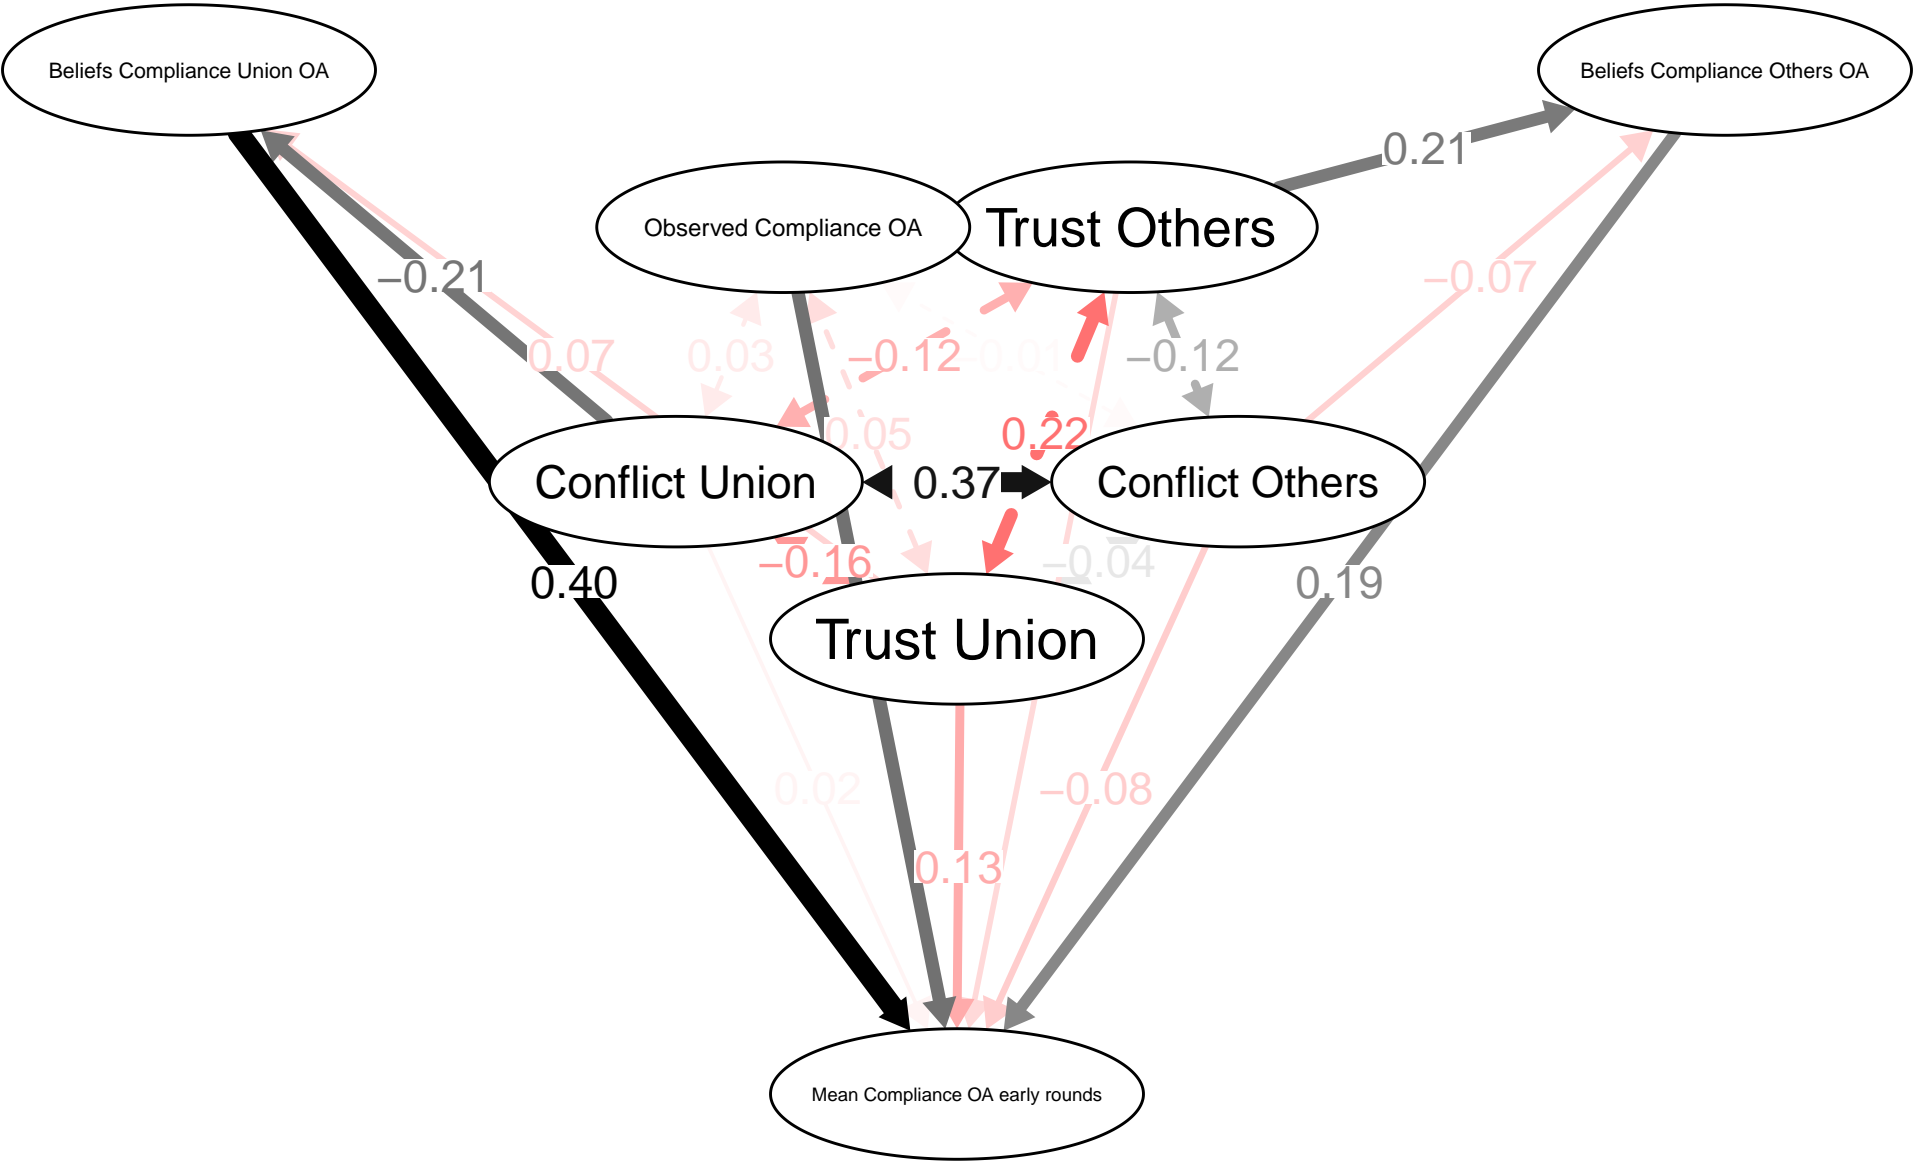 Beliefs Compliance Union OA
Beliefs Compliance Others OA
0.21
Observed Compliance OA
Trust Others
−0.21
−0.07
0.07
0.03
−0.12
−0.01
−0.12
0.05
0.22
Conflict Union
0.37
Conflict Others
−0.16
−0.04
0.40
0.19
Trust Union
0.02
−0.08
0.13
Mean Compliance OA early rounds